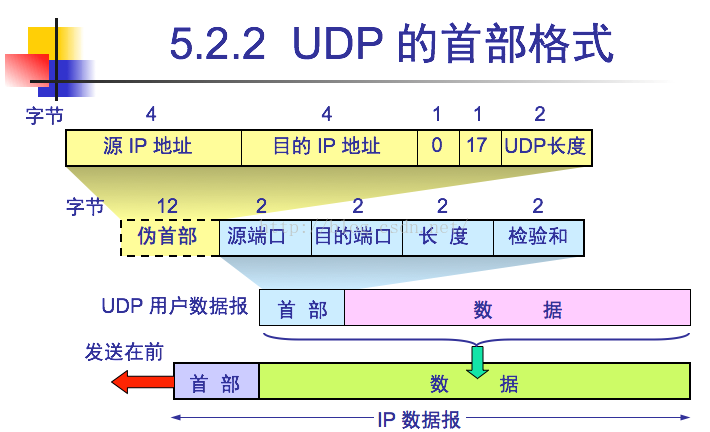 5.2.2 UDP 的首部格式
字节 4 4 1 1 2
源 IP 地址 目的 IP 地址 0 17 UDP长度
字节 12 2 2 2 2
伪首部 源端口 目的端口 长 度 检验和
UDP 用户数据报 首 部 数 据
发送在前
首 部 数 据
IP 数据报